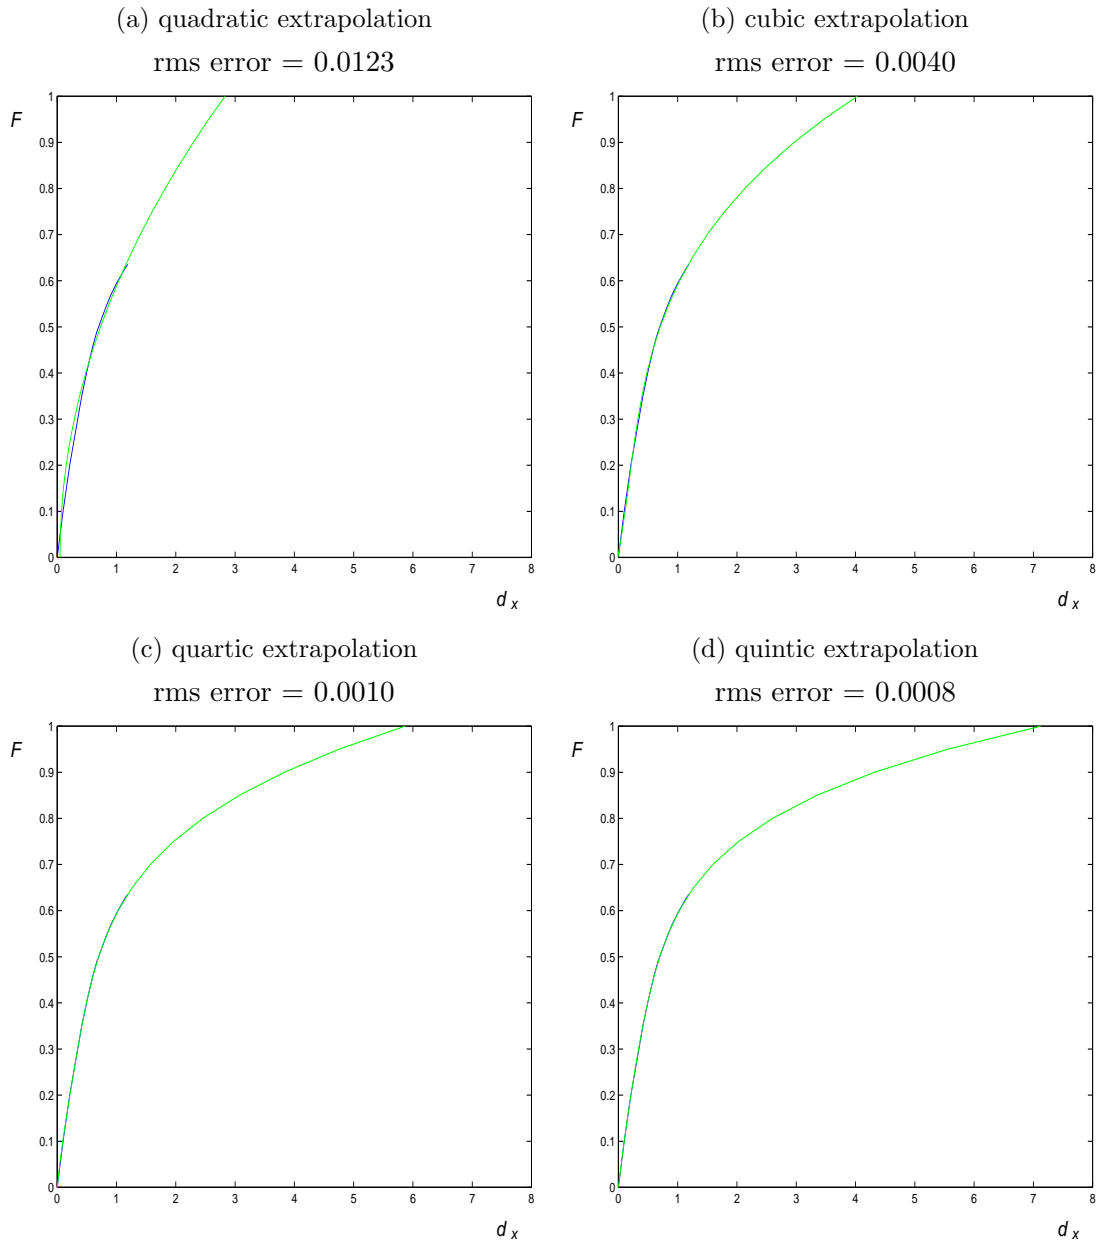 (a) quadratic extrapolation
rms error = 0.0123
F
1
0.9
0.8
0.7
0.6
0.5
0.4
0.3
0.2
0.1
0
0 1 2 3 4 5 6 7 8
d x
(b) cubic extrapolation
rms error = 0.0040
F
1
0.9
0.8
0.7
0.6
0.5
0.4
0.3
0.2
0.1
0
0 1 2 3 4 5 6 7 8
d x
(c) quartic extrapolation
rms error = 0.0010
F
1
0.9
0.8
0.7
0.6
0.5
0.4
0.3
0.2
0.1
0
0 1 2 3 4 5 6 7 8
d x
(d) quintic extrapolation
rms error = 0.0008
F
1
0.9
0.8
0.7
0.6
0.5
0.4
0.3
0.2
0.1
0
0 1 2 3 4 5 6 7 8
d x